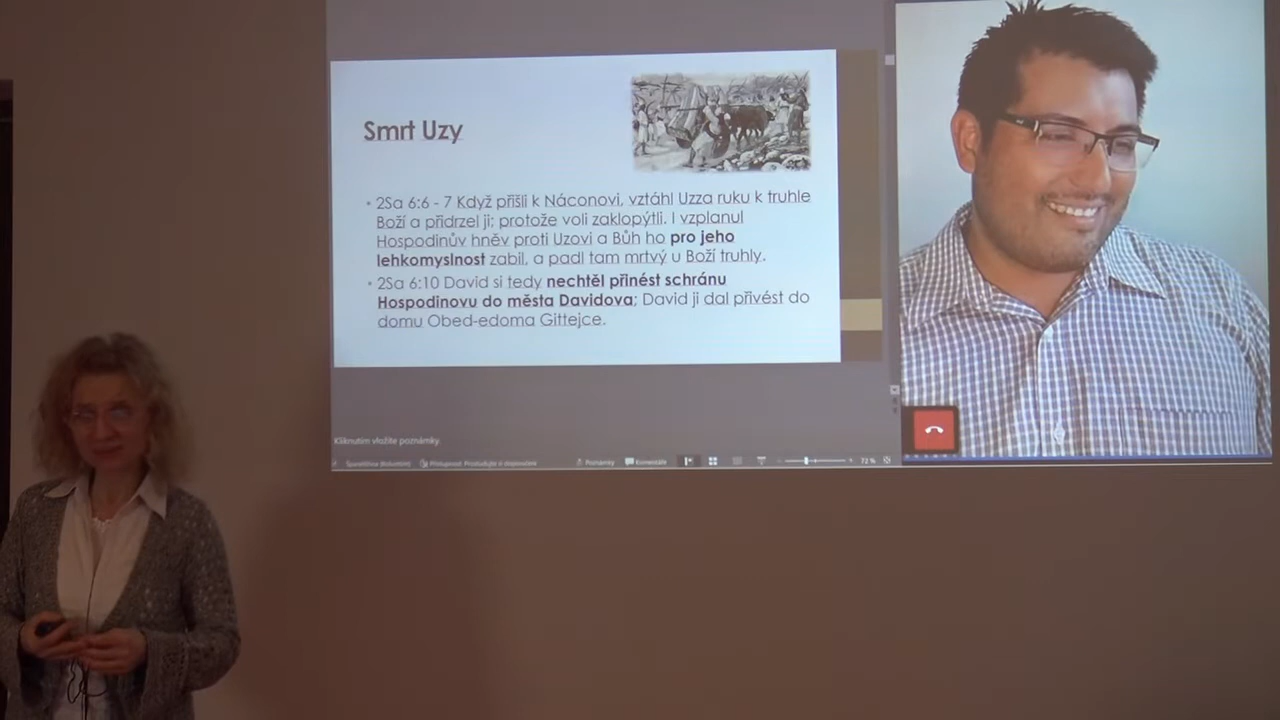 Smrt Uzy
• 2Sa 6:6 - 7 Když přišli k Náconovi, vztáhl Uzza ruku k truhle
Boží a přidrzel ji; protože voli zaklopýtli. I vzplanul
Hospodinův hněv proti Uzovi a Bůh ho pro jeho
lehkomyslnost zabil, a padl tam mrtvý u Boží truhly.
• 2Sa 6:10 David si tedy nechtěl přinést schránu
Hospodinovu do města Davidova; David ji dal přivést do
domu Obed-edoma Gittejce.
Kliknutím vložíte poznámky.
Poznámky Komentáře 72 %